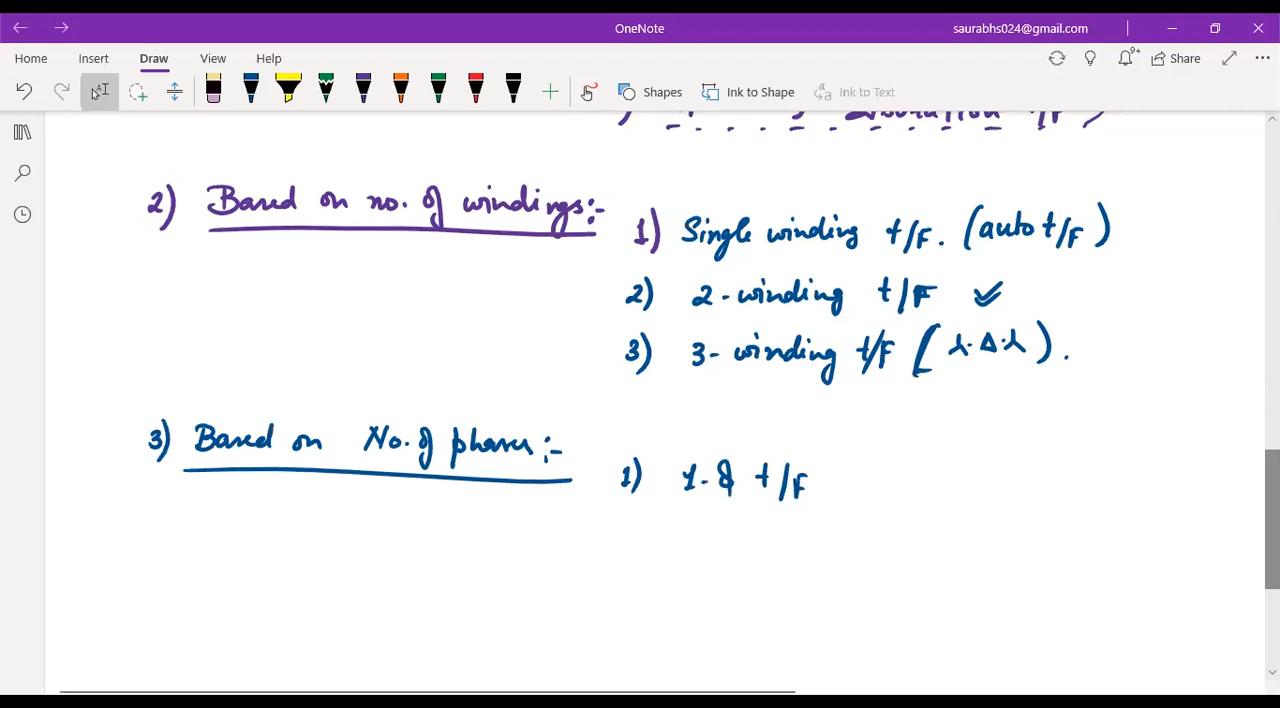 OneNote
saurabhs024@gmail.com
Home Insert Draw View Help
Share
Shapes Ink to Shape Ink to Text
2) Based on no. of windings:-
1) Single winding t/F. (auto t/F)
2) 2-winding t/F
3) 3-winding t/F (⅄-Δ-⅄).
3) Based on No. of phases:-
1) 1-ϕ t/F